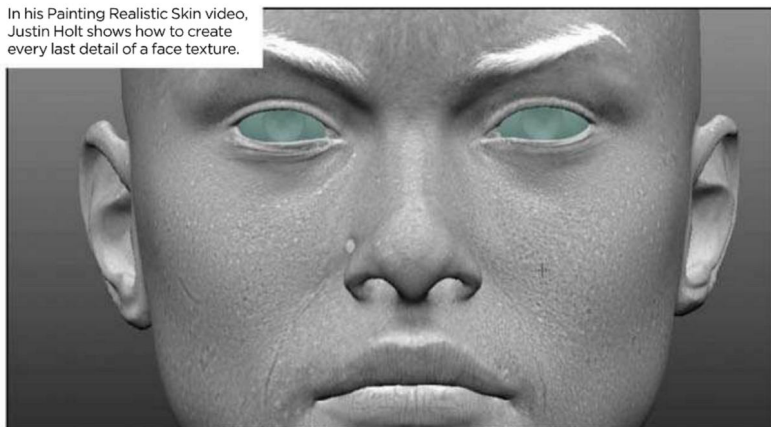 In his Painting Realistic Skin video,
Justin Holt shows how to create
every last detail of a face texture.